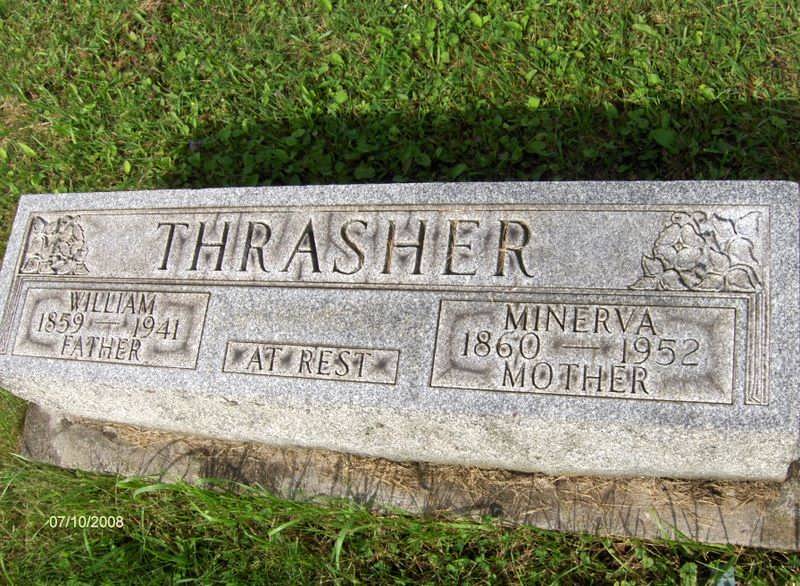 THRASHER
WILLIAM
1859 — 1941
FATHER
AT REST
MINERVA
1860 — 1952
MOTHER
07/10/2008